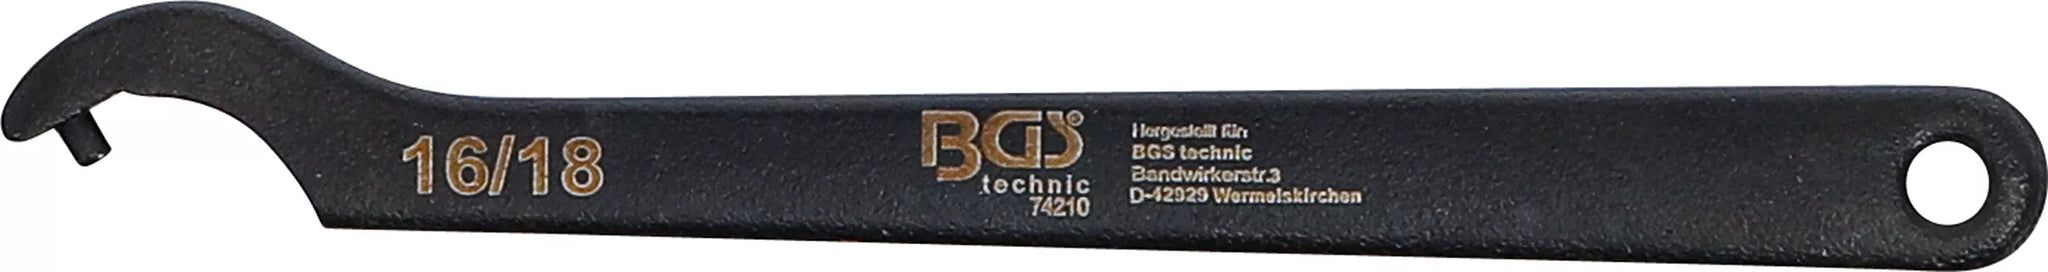 16/18
BGS®
technic
74210
Hergestellt für:
BGS technic
Bandwirkerstr.3
D-42929 Wermelskirchen